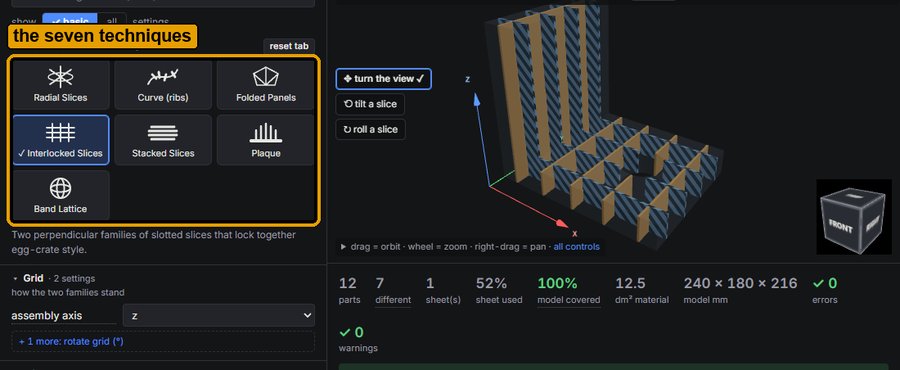 show ✓ basic all settings
the seven techniques
reset tab
Radial Slices
Curve (ribs)
Folded Panels
✓ Interlocked Slices
Stacked Slices
Plaque
Band Lattice
Two perpendicular families of slotted slices that lock together
egg-crate style.
Grid · 2 settings
how the two families stand
assembly axis
z
+ 1 more: rotate grid (°)
✥ turn the view ✓
⟲ tilt a slice
↻ roll a slice
z
x
FRONT
▶ drag = orbit · wheel = zoom · right-drag = pan · all controls
12
parts
7
different
1
sheet(s)
52%
sheet used
100%
model covered
12.5
dm² material
240 × 180 × 216
model mm
✓ 0
errors
✓ 0
warnings